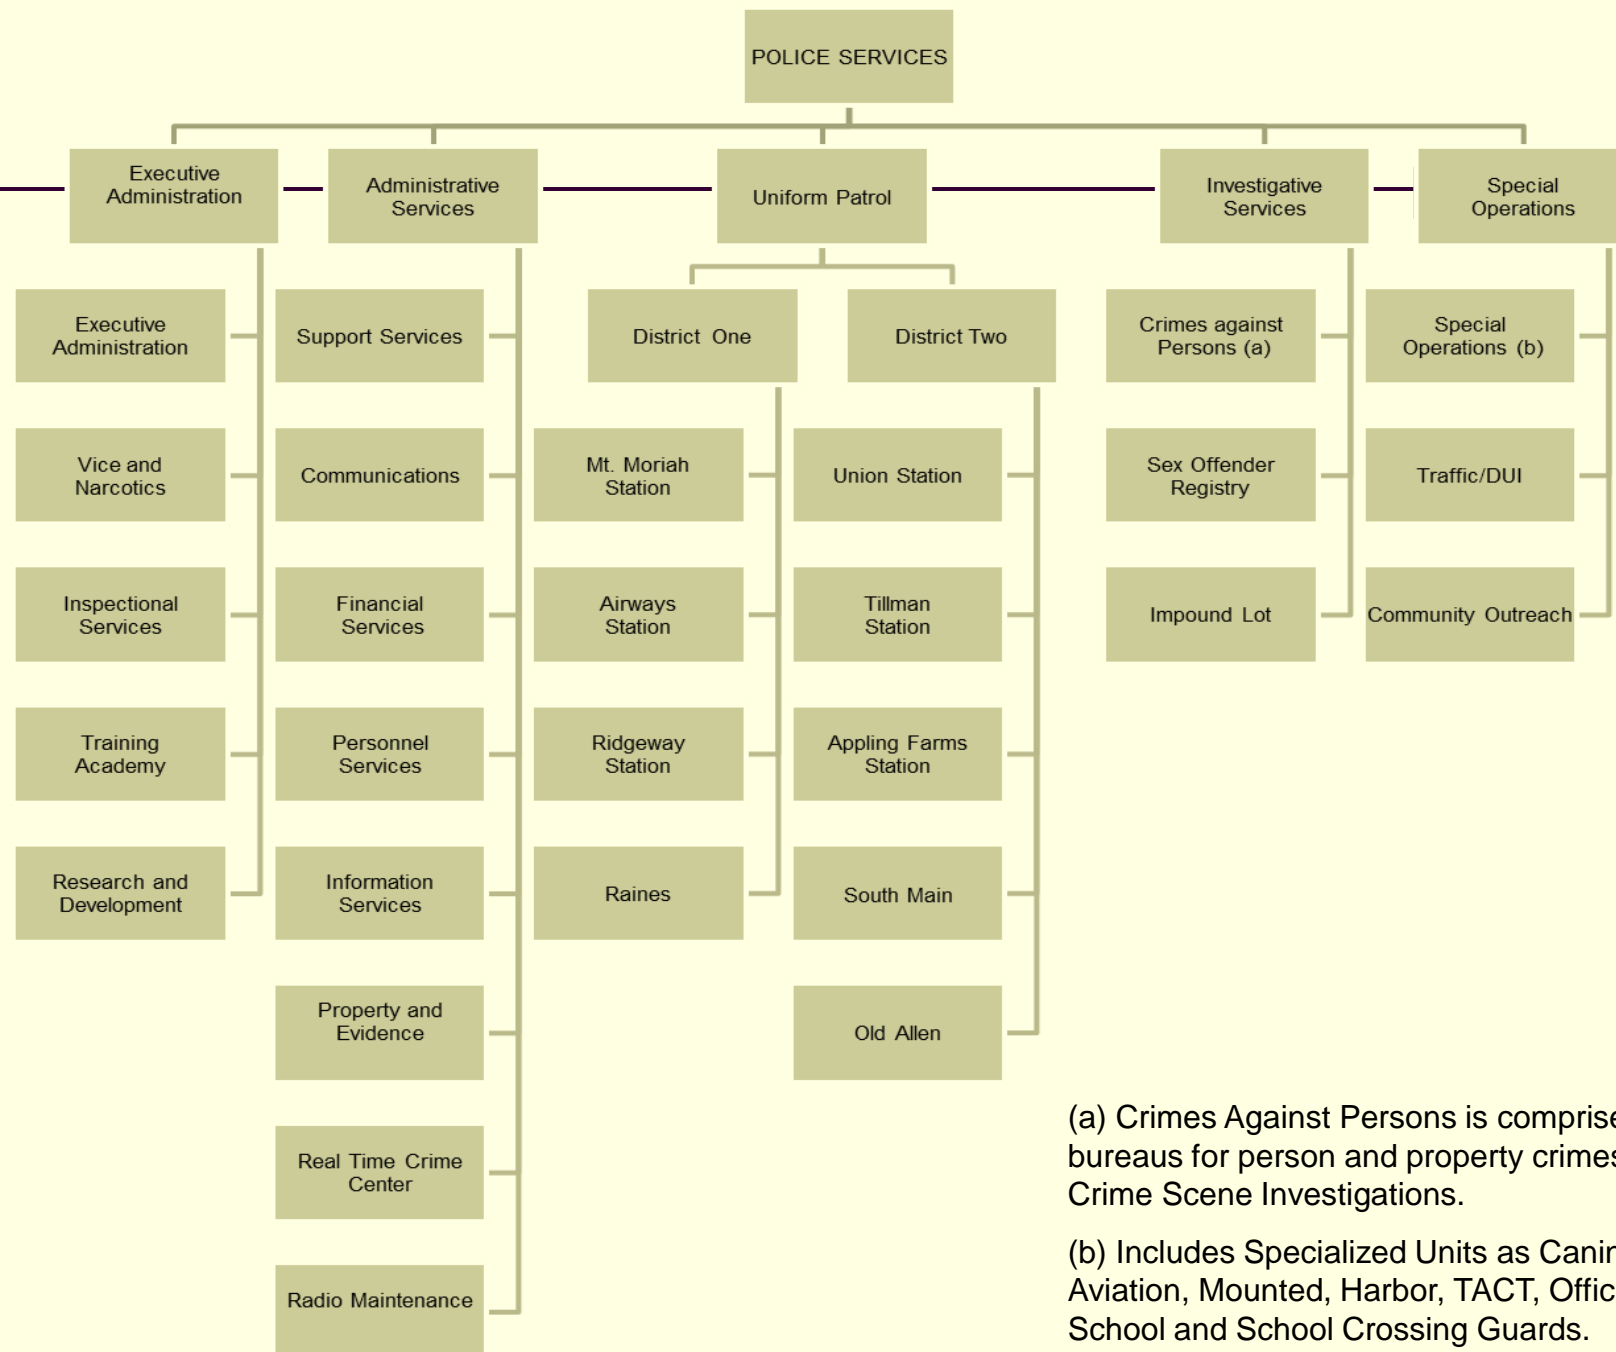 POLICE SERVICES
Executive
Administration
Administrative
Services
Uniform Patrol
Investigative
Services
Special
Operations
Executive
Administration
Support Services
District One
District Two
Crimes against
Persons (a)
Special
Operations (b)
Vice and
Narcotics
Communications
Mt. Moriah
Station
Union Station
Sex Offender
Registry
Traffic/DUI
Inspectional
Services
Financial
Services
Airways
Station
Tillman
Station
Impound Lot
Community Outreach
Training
Academy
Personnel
Services
Ridgeway
Station
Appling Farms
Station
Research and
Development
Information
Services
Raines
South Main
Property and
Evidence
Old Allen
Real Time Crime
Center
Radio Maintenance
(a) Crimes Against Persons is
bureaus for person and property crimes
Crime Scene Investigations.
(b) Includes Specialized Units as
Aviation, Mounted, Harbor, TACT,
School and School Crossing Guards.